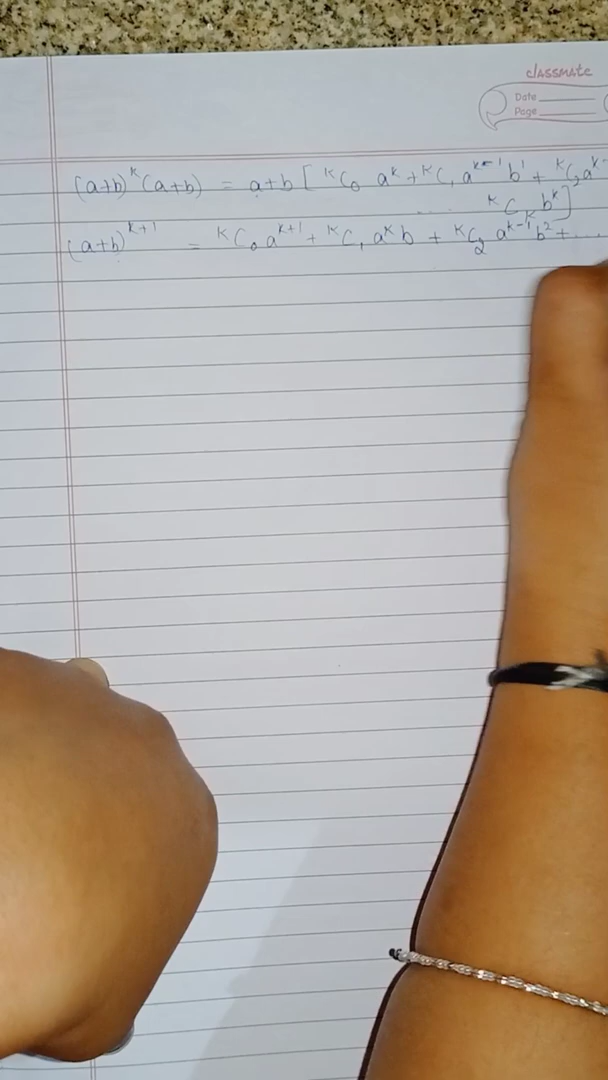 classmate
Date
Page
(a+b)^k (a+b) = a+b [ ^kC_0 a^k + ^kC_1 a^{k-1} b^1 + ^kC_2 a^{k-
... ^kC_k b^k ]
(a+b)^{k+1} = ^kC_0 a^{k+1} + ^kC_1 a^k b + ^kC_2 a^{k-1} b^2 + ....